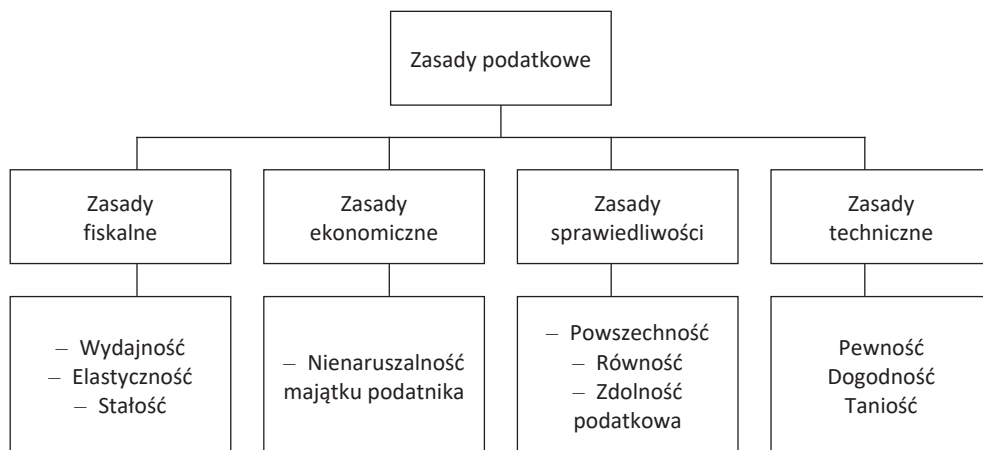 Zasady podatkowe
Zasady
fiskalne
Zasady
ekonomiczne
Zasady
sprawiedliwości
Zasady
techniczne
– Wydajność
– Elastyczność
– Stałość
– Nienaruszalność
majątku podatnika
– Powszechność
– Równość
– Zdolność
podatkowa
Pewność
Dogodność
Taniość